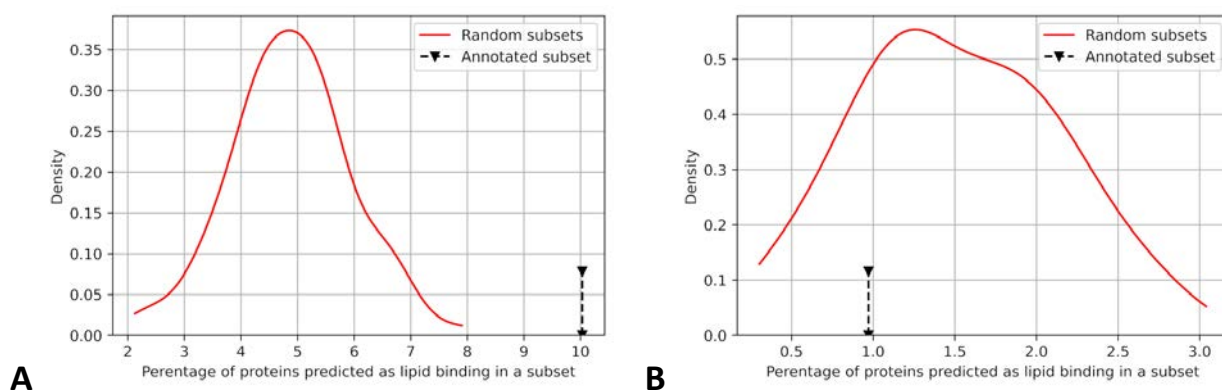 0.35
0.30
0.25
0.20
0.15
0.10
0.05
0.00
Density
Random subsets
Annotated subset
2 3 4 5 6 7 8 9 10
Perentage of proteins predicted as lipid binding in a subset
A
0.5
0.4
0.3
0.2
0.1
0.0
Density
Random subsets
Annotated subset
0.5 1.0 1.5 2.0 2.5 3.0
Perentage of proteins predicted as lipid binding in a subset
B